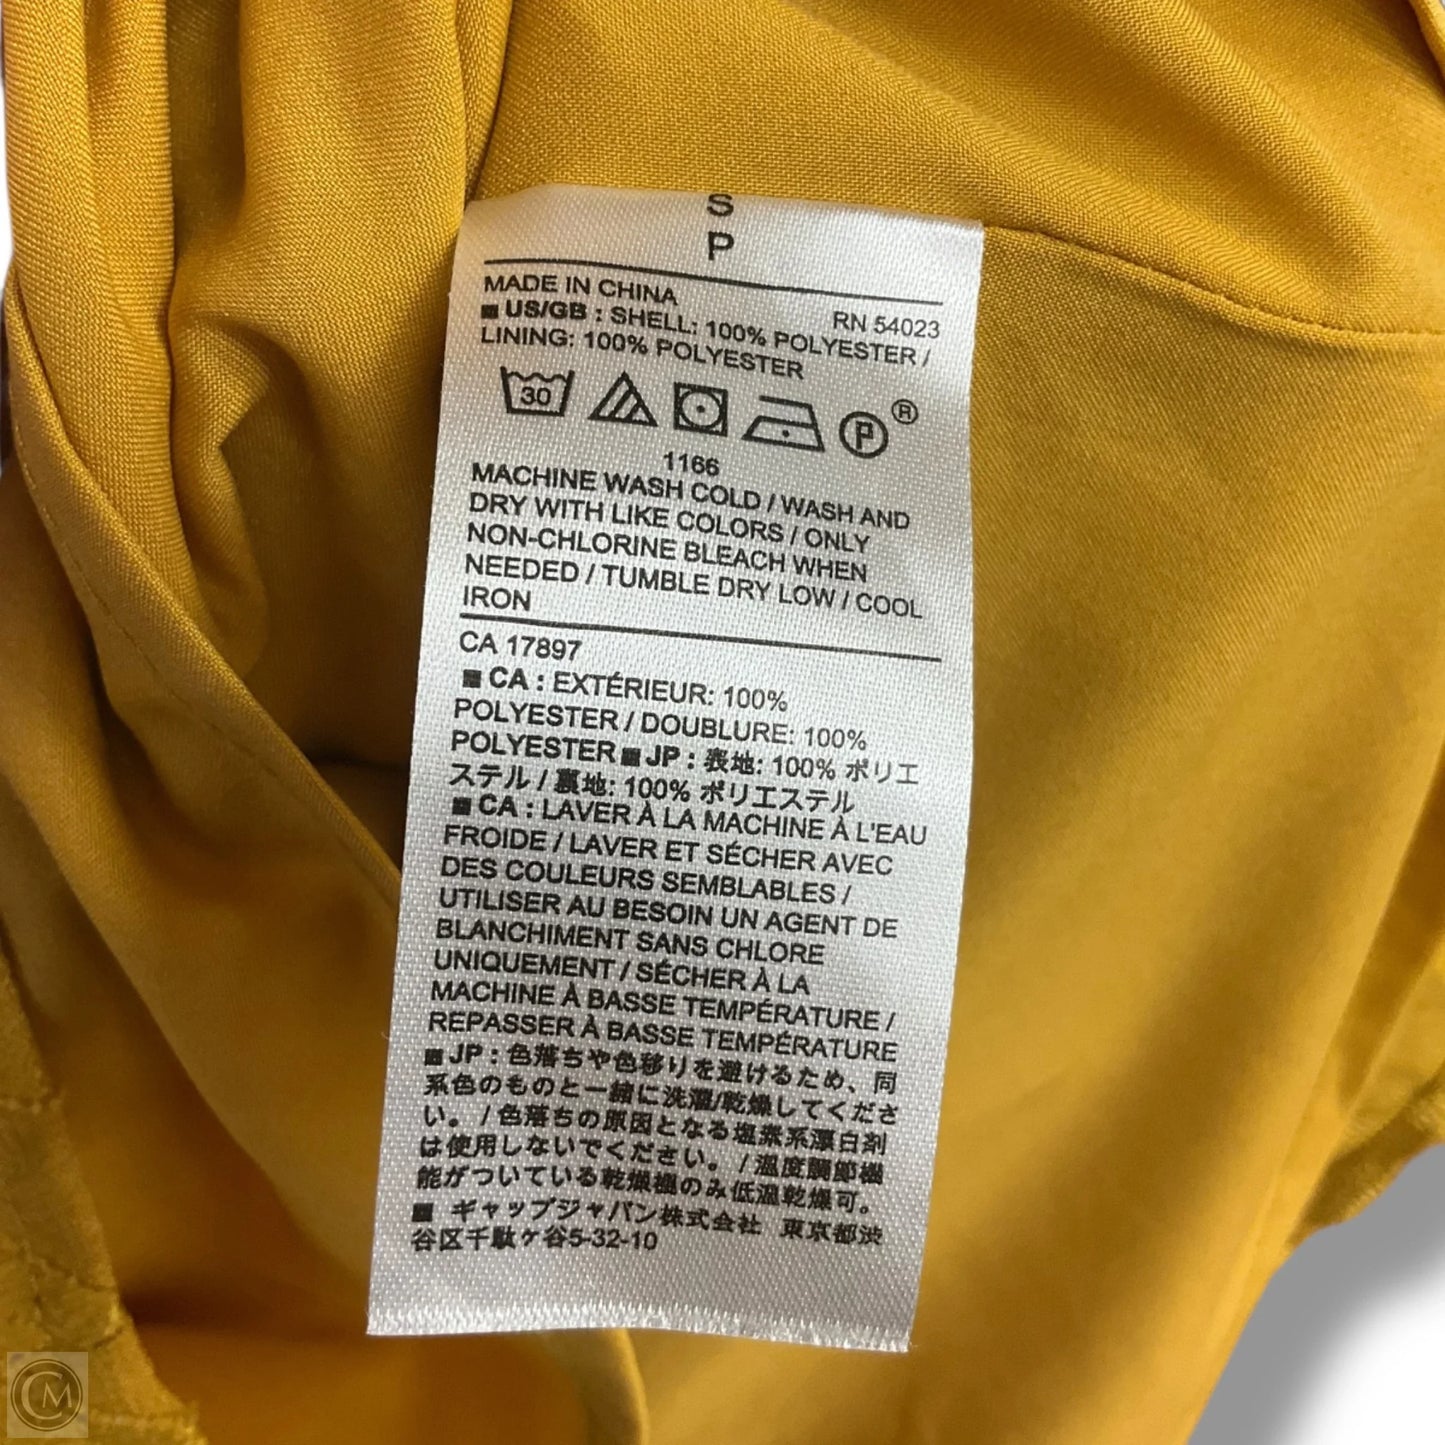 S
P
MADE IN CHINA
RN 54023
■ US/GB : SHELL: 100% POLYESTER /
LINING: 100% POLYESTER
30
P ®
1166
MACHINE WASH COLD / WASH AND
DRY WITH LIKE COLORS / ONLY
NON-CHLORINE BLEACH WHEN
NEEDED / TUMBLE DRY LOW / COOL
IRON
CA 17897
■ CA : EXTÉRIEUR: 100%
POLYESTER / DOUBLURE: 100%
POLYESTER ■ JP : 表地: 100% ポリエ
ステル / 裏地: 100% ポリエステル
■ CA : LAVER À LA MACHINE À L'EAU
FROIDE / LAVER ET SÉCHER AVEC
DES COULEURS SEMBLABLES /
UTILISER AU BESOIN UN AGENT DE
BLANCHIMENT SANS CHLORE
UNIQUEMENT / SÉCHER À LA
MACHINE À BASSE TEMPÉRATURE /
REPASSER À BASSE TEMPÉRATURE
■ JP : 色落ちや色移りを避けるため、同
系色のものと一緒に洗濯/乾燥してくださ
い。 / 色落ちの原因となる塩素系漂白剤
は使用しないでください。 / 温度調節機
能がついている乾燥機のみ低温乾燥可。
■ ギャップジャパン株式会社 東京都渋
谷区千駄ケ谷5-32-10
CM